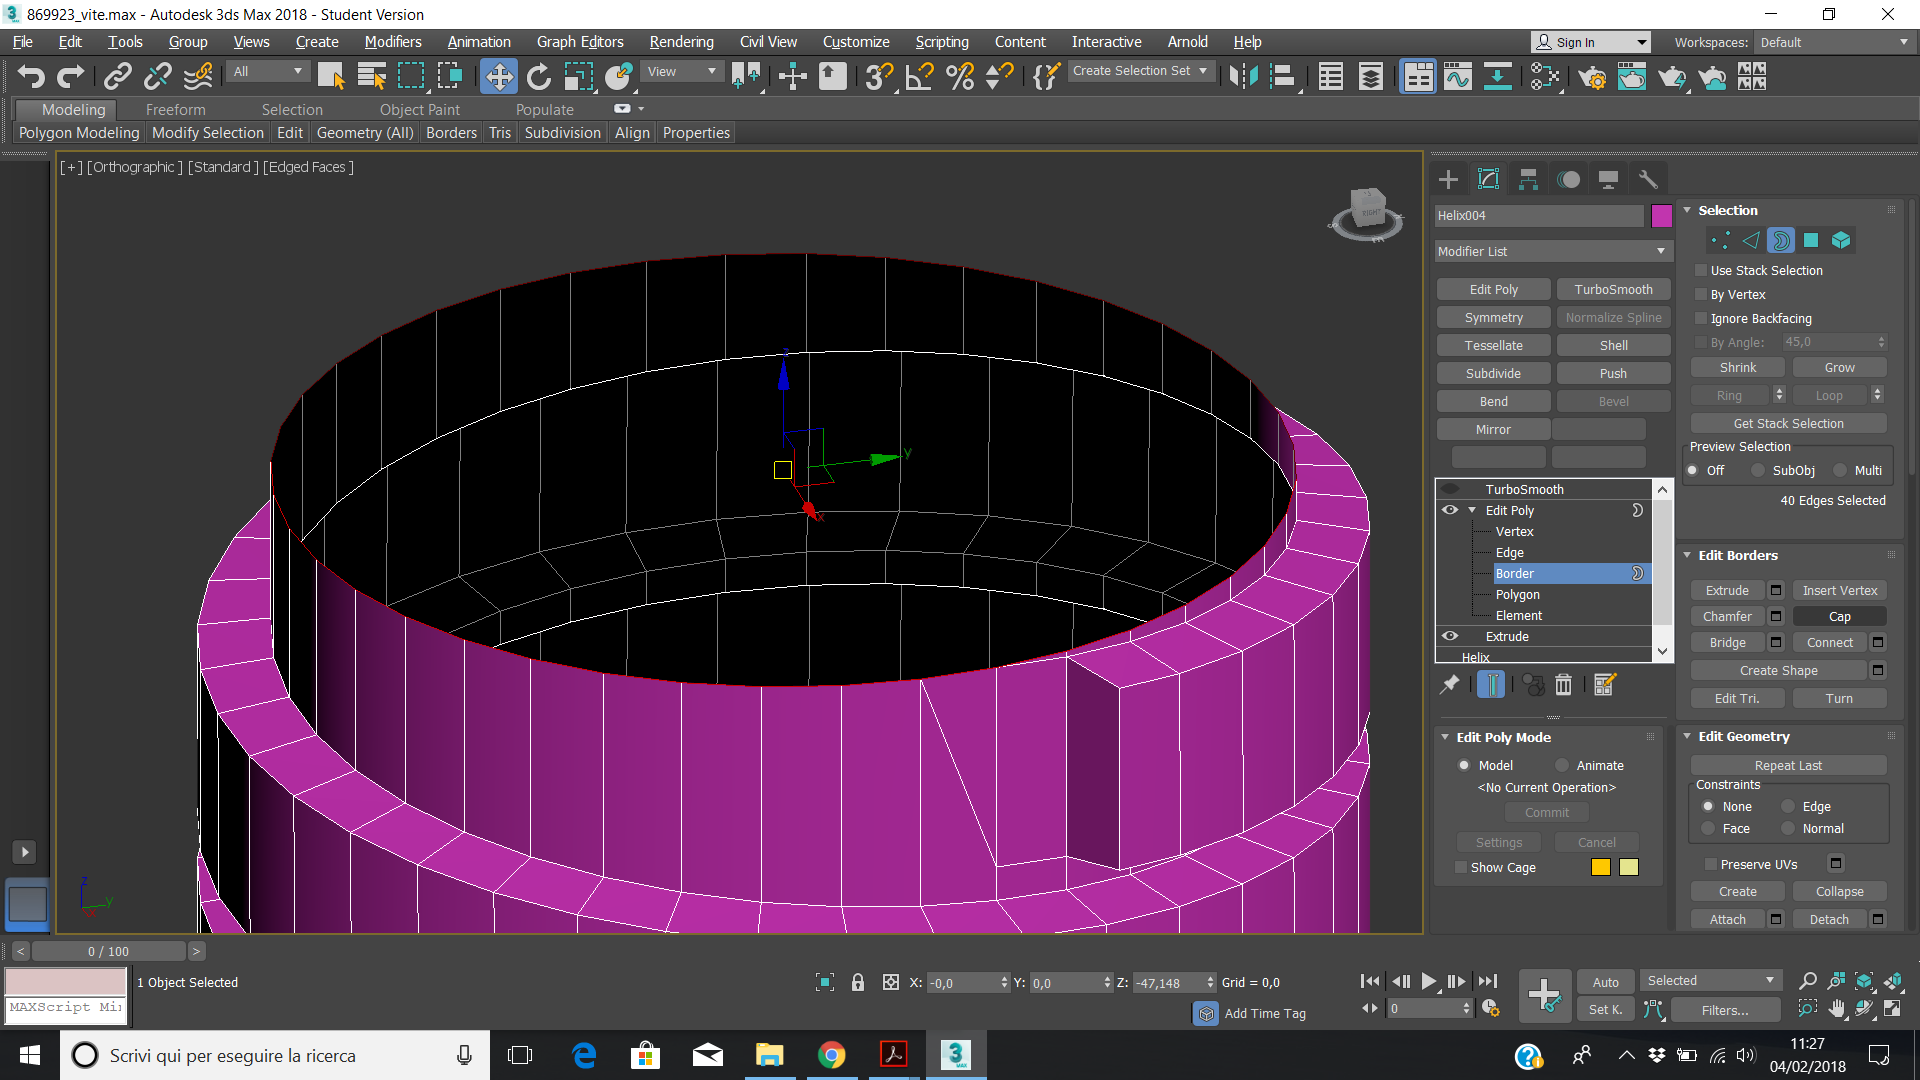 869923_vite.max - Autodesk 3ds Max 2018 - Student Version
File Edit Tools Group Views Create Modifiers Animation Graph Editors Rendering Civil View Customize Scripting Content Interactive Arnold Help Sign In Workspaces: Default
All View Create Selection Set
Modeling Freeform Selection Object Paint Populate
Polygon Modeling Modify Selection Edit Geometry (All) Borders Tris Subdivision Align Properties
[+] [Orthographic ] [Standard ] [Edged Faces ]
RIGHT
z
y
x
Helix004
Modifier List
Edit Poly TurboSmooth
Symmetry Normalize Spline
Tessellate Shell
Subdivide Push
Bend Bevel
Mirror
TurboSmooth
Edit Poly
Vertex
Edge
Border
Polygon
Element
Extrude
Helix
Edit Poly Mode
Model Animate
<No Current Operation>
Commit
Settings Cancel
Show Cage
Selection
Use Stack Selection
By Vertex
Ignore Backfacing
By Angle: 45,0
Shrink Grow
Ring Loop
Get Stack Selection
Preview Selection
Off SubObj Multi
40 Edges Selected
Edit Borders
Extrude Insert Vertex
Chamfer Cap
Bridge Connect
Create Shape
Edit Tri. Turn
Edit Geometry
Repeat Last
Constraints
None Edge
Face Normal
Preserve UVs
Create Collapse
Attach Detach
z
y
x
< 0 / 100 >
MAXScript Mi
1 Object Selected
X: -0,0 Y: 0,0 Z: -47,148 Grid = 0,0
Add Time Tag
0
Auto Selected
Set K. Filters...
Scrivi qui per eseguire la ricerca
11:27
04/02/2018